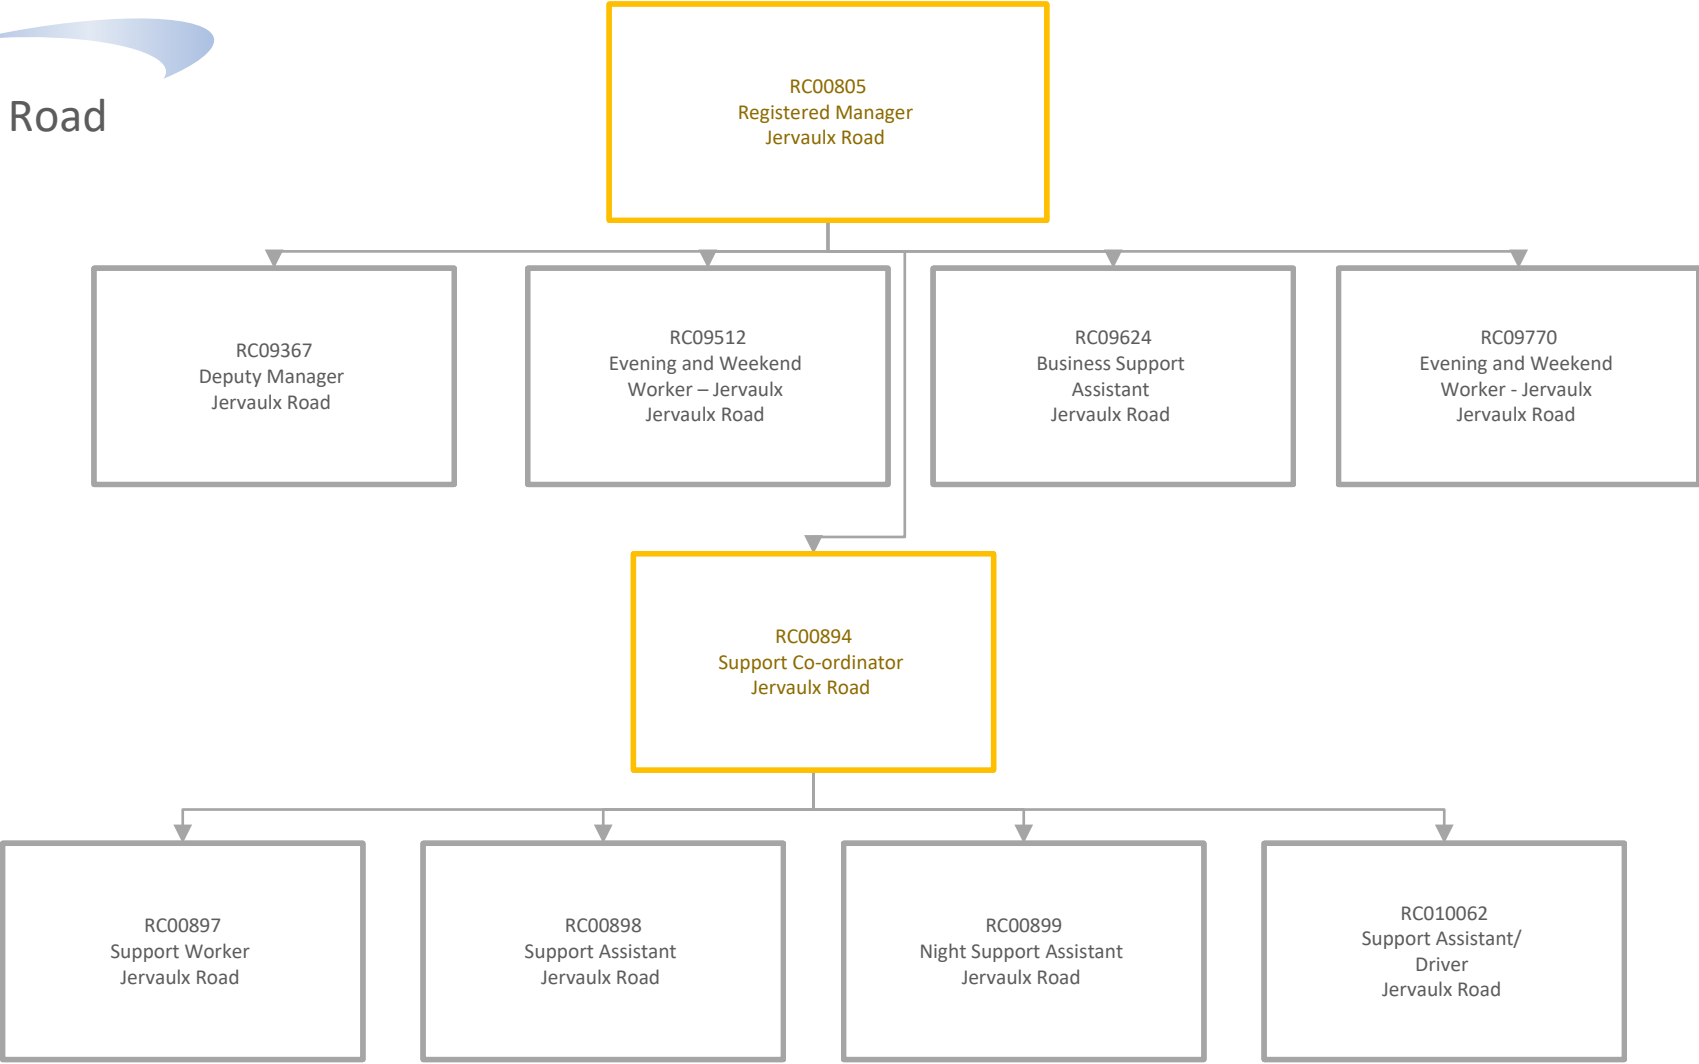 Road
RC00805
Registered Manager
Jervaulx Road
RC09367
Deputy Manager
Jervaulx Road
RC09512
Evening and Weekend
Worker – Jervaulx
Jervaulx Road
RC09624
Business Support
Assistant
Jervaulx Road
RC09770
Evening and Weekend
Worker - Jervaulx
Jervaulx Road
RC00894
Support Co-ordinator
Jervaulx Road
RC00897
Support Worker
Jervaulx Road
RC00898
Support Assistant
Jervaulx Road
RC00899
Night Support Assistant
Jervaulx Road
RC010062
Support Assistant/
Driver
Jervaulx Road